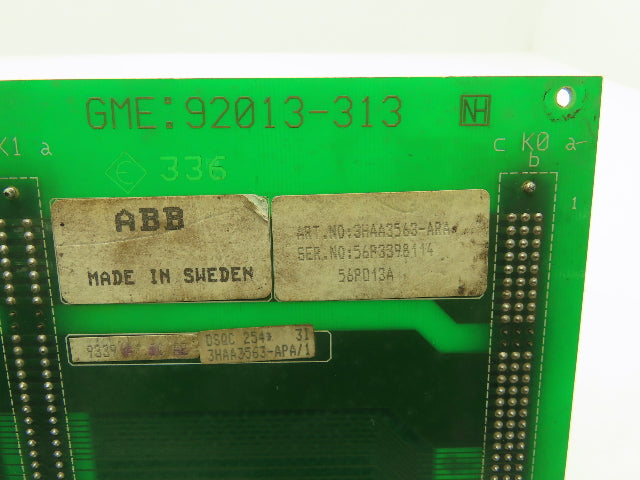 GME:92013-313 NH
K1 a
c K0 a
b
336
1
ABB
MADE IN SWEDEN
ART.NO:3HAA3563-ARA
SER.NO:56R3398114
56P013A
9339
DSQC 254 31
3HAA3563-APA/1